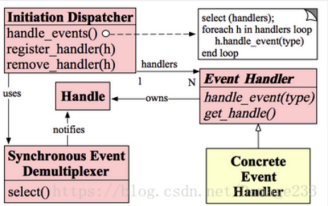 Initiation Dispatcher
handle_events()
register_handler(h)
remove_handler(h)
select (handlers);
foreach h in handlers loop
h.handle_event(type)
end loop
handlers
1
N
uses
Handle
owns
Event Handler
handle_event(type)
get_handle()
notifies
Synchronous Event
Demultiplexer
select()
Concrete
Event
Handler